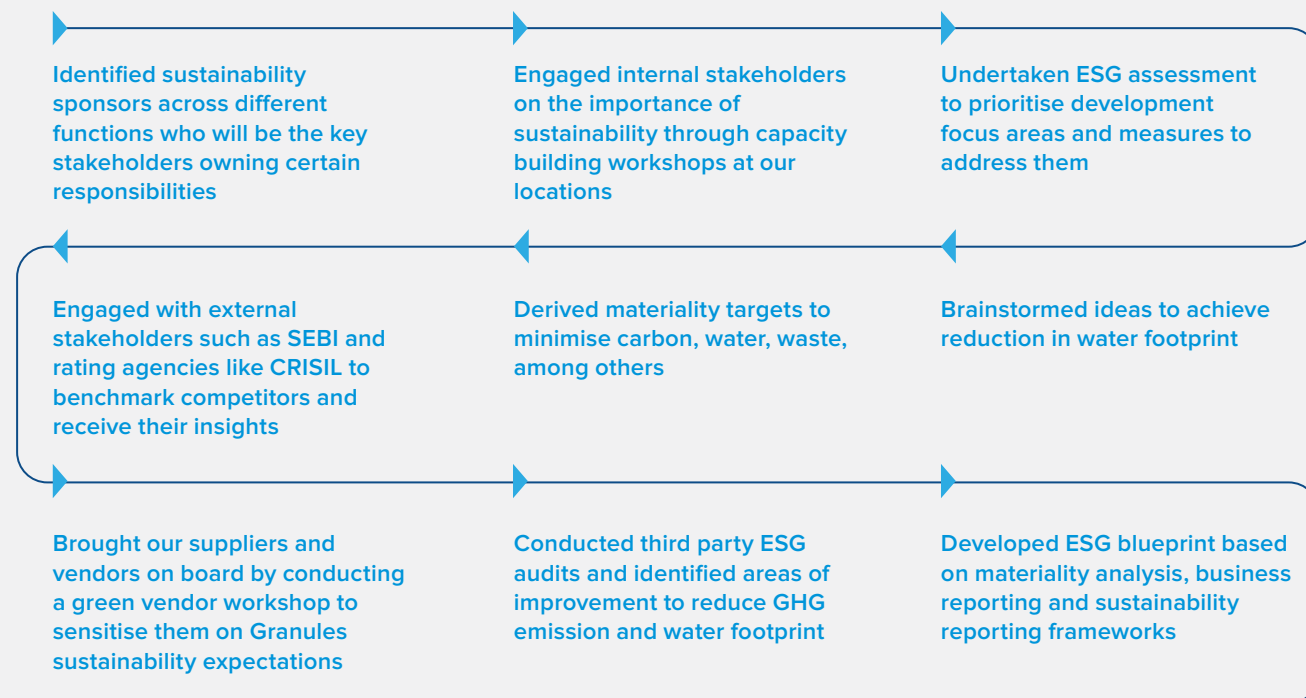 Identified sustainability
sponsors across different
functions who will be the key
stakeholders owning certain
responsibilities
Engaged internal stakeholders
on the importance of
sustainability through capacity
building workshops at our
locations
Undertaken ESG assessment
to prioritise development
focus areas and measures to
address them
Brainstormed ideas to achieve
reduction in water footprint
Derived materiality targets to
minimise carbon, water, waste,
among others
Engaged with external
stakeholders such as SEBI and
rating agencies like CRISIL to
benchmark competitors and
receive their insights
Brought our suppliers and
vendors on board by conducting
a green vendor workshop to
sensitise them on Granules
sustainability expectations
Conducted third party ESG
audits and identified areas of
improvement to reduce GHG
emission and water footprint
Developed ESG blueprint based
on materiality analysis, business
reporting and sustainability
reporting frameworks